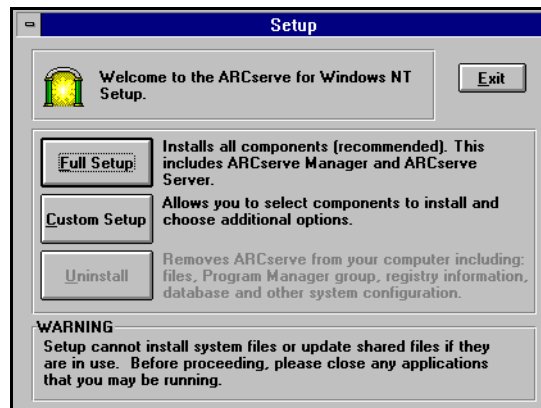 Setup
Welcome to the ARCserve for Windows NT
Setup.
Exit
Full Setup
Installs all components (recommended). This
includes ARCserve Manager and ARCserve
Server.
Custom Setup
Allows you to select components to install and
choose additional options.
Uninstall
Removes ARCserve from your computer including:
files, Program Manager group, registry information,
database and other system configuration.
WARNING
Setup cannot install system files or update shared files if they
are in use. Before proceeding, please close any applications
that you may be running.